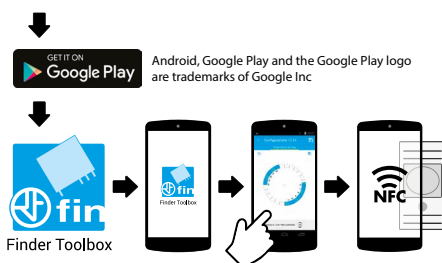 GET IT ON
Google Play
Android, Google Play and the Google Play logo
are trademarks of Google Inc
fin
Finder Toolbox
Finder Toolbox
NFC